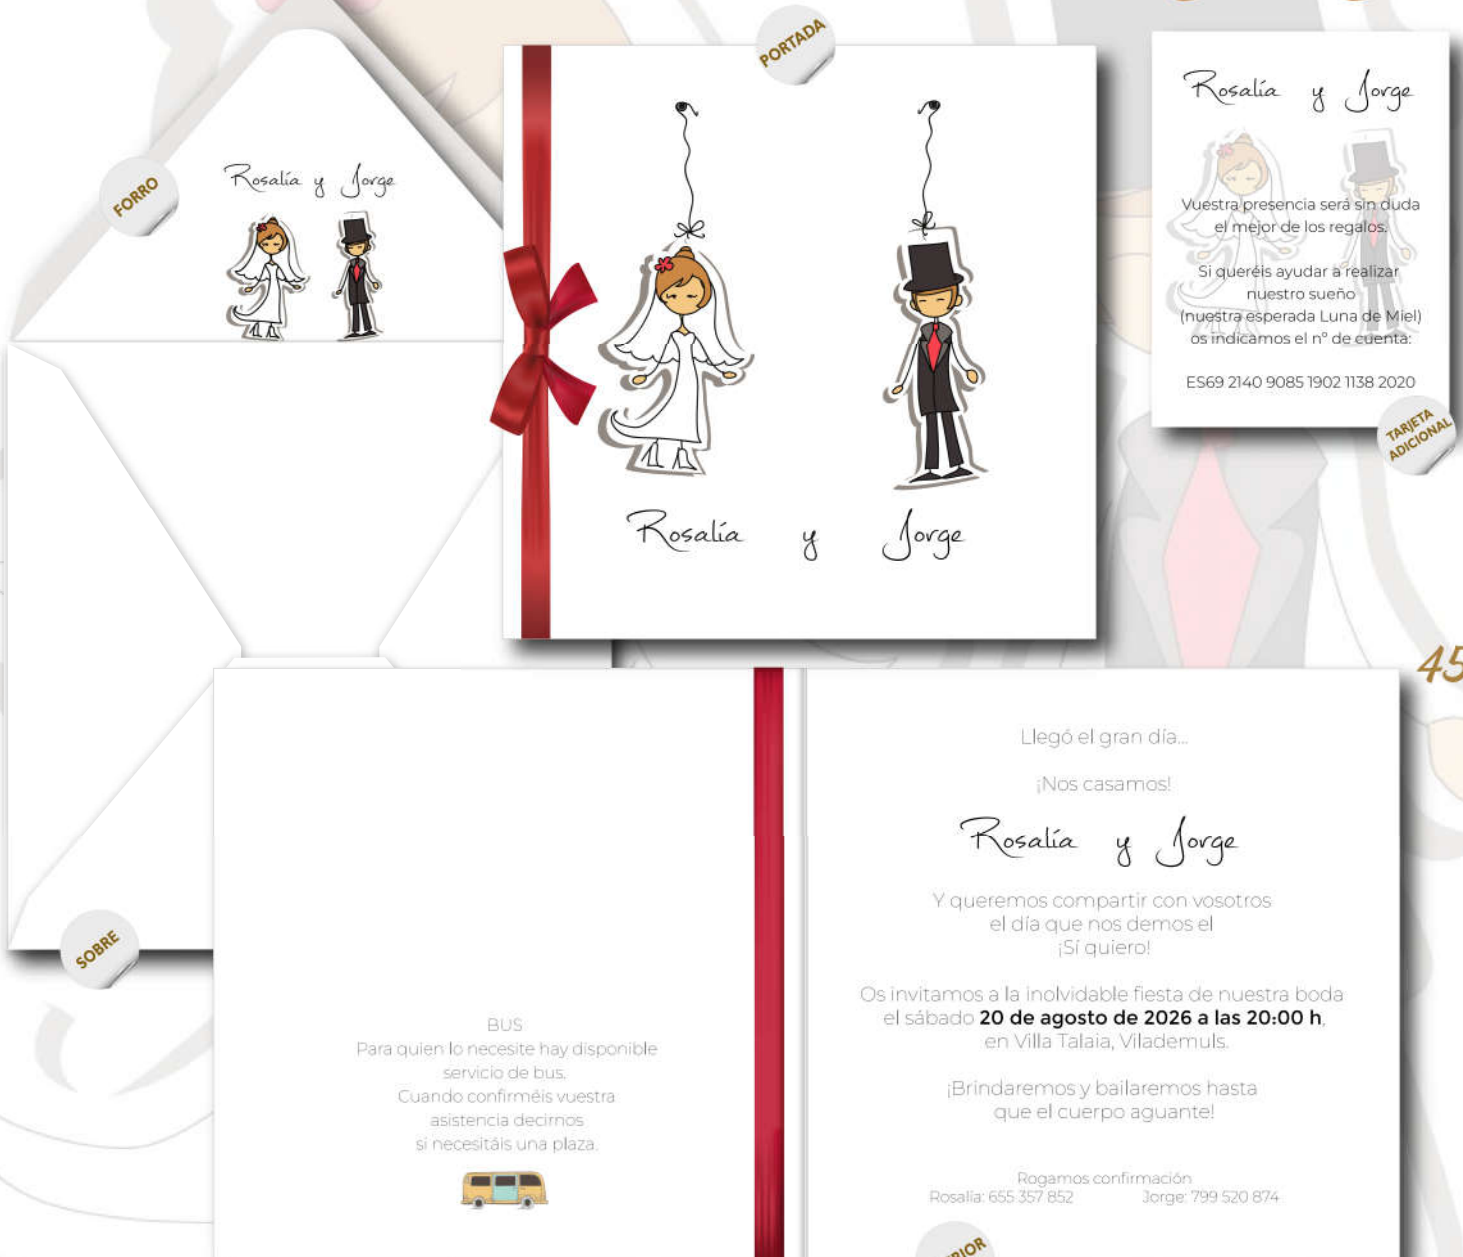 PORTADA
Rosalía y Jorge
FORRO
Rosalía y Jorge
Rosalía y Jorge
Vuestra presencia será sin duda
el mejor de los regalos.
Si queréis ayudar a realizar
nuestro sueño
(nuestra esperada Luna de Miel)
os indicamos el nº de cuenta:
ES69 2140 9085 1902 1138 2020
TARJETA
ADICIONAL
45
SOBRE
BUS
Para quien lo necesite hay disponible
servicio de bus.
Cuando confirméis vuestra
asistencia decirnos
si necesitáis una plaza.
Llegó el gran día...
¡Nos casamos!
Rosalía y Jorge
Y queremos compartir con vosotros
el día que nos demos el
¡Sí quiero!
Os invitamos a la inolvidable fiesta de nuestra boda
el sábado 20 de agosto de 2026 a las 20:00 h,
en Villa Talaia, Vilademuls.
¡Brindaremos y bailaremos hasta
que el cuerpo aguante!
Rogamos confirmación
Rosalía: 655 357 852 Jorge: 799 520 874